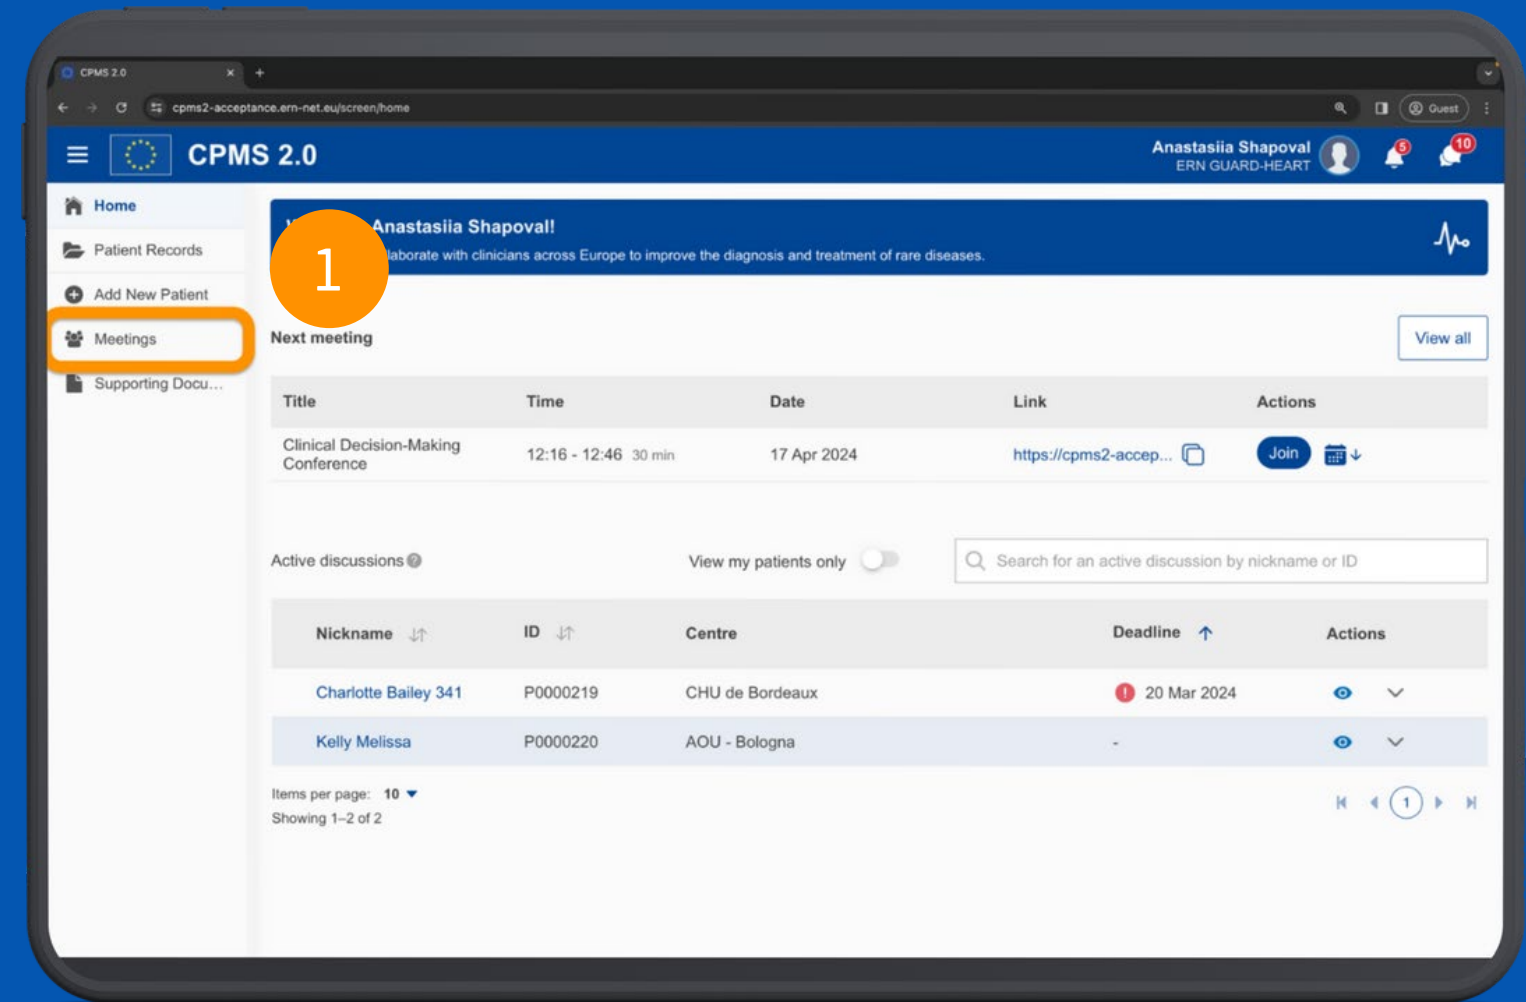 CPMS 2.0
cpms2-acceptance.ern-net.eu/screen/home
Guest
CPMS 2.0
Anastasiia Shapoval
ERN GUARD-HEART
5
10
Home
Patient Records
Add New Patient
Meetings
Supporting Docu...
1
Anastasiia Shapoval!
clinicians across Europe to improve the diagnosis and treatment of rare diseases.
Next meeting
View all
Title Time Date Link Actions
Clinical Decision-Making
Conference
12:16 - 12:46 30 min 17 Apr 2024 https://cpms2-accep... Join
Active discussions
View my patients only
Search for an active discussion by nickname or ID
Nickname ID Centre Deadline Actions
Charlotte Bailey 341 P0000219 CHU de Bordeaux 20 Mar 2024
Kelly Melissa P0000220 AOU - Bologna -
Items per page: 10
Showing 1–2 of 2
1